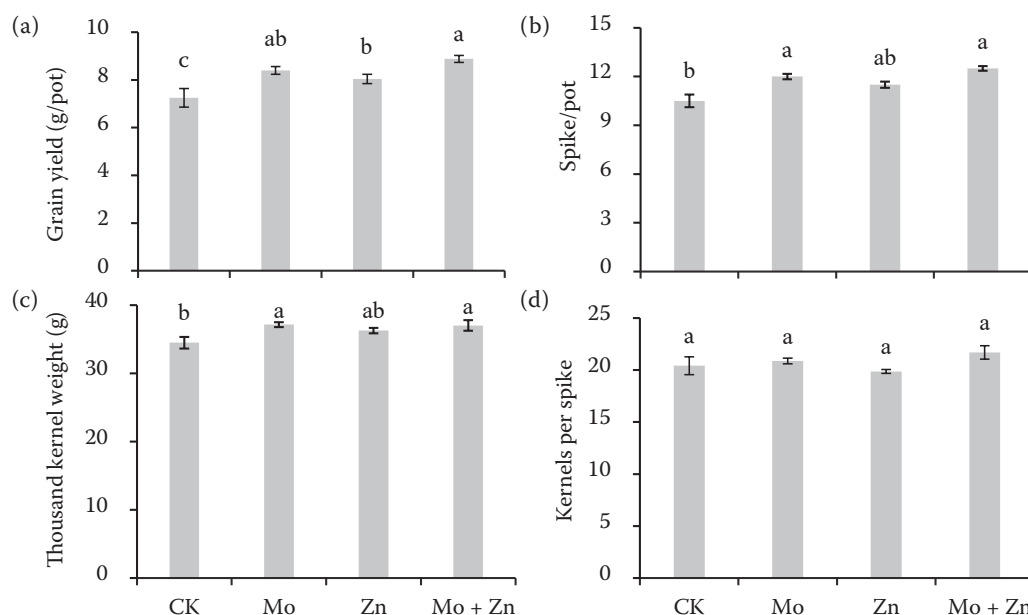 (a)
Grain yield (g/pot)
10
8
6
4
2
0
c
ab
b
a
(b)
Spike/pot
15
12
9
6
3
0
b
a
ab
a
(c)
Thousand kernel weight (g)
40
30
20
10
0
b
a
ab
a
CK Mo Zn Mo + Zn
(d)
Kernels per spike
25
20
15
10
5
0
a
a
a
a
CK Mo Zn Mo + Zn